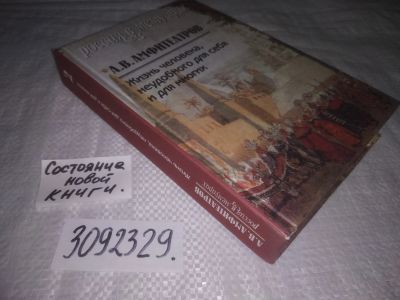 А.В. АМФИТЕАТРОВ
Жизнь человека,
неудобного для себя
и для многих
А.В. АМФИТЕАТРОВ
Состояние
новой
книги.
3092329.